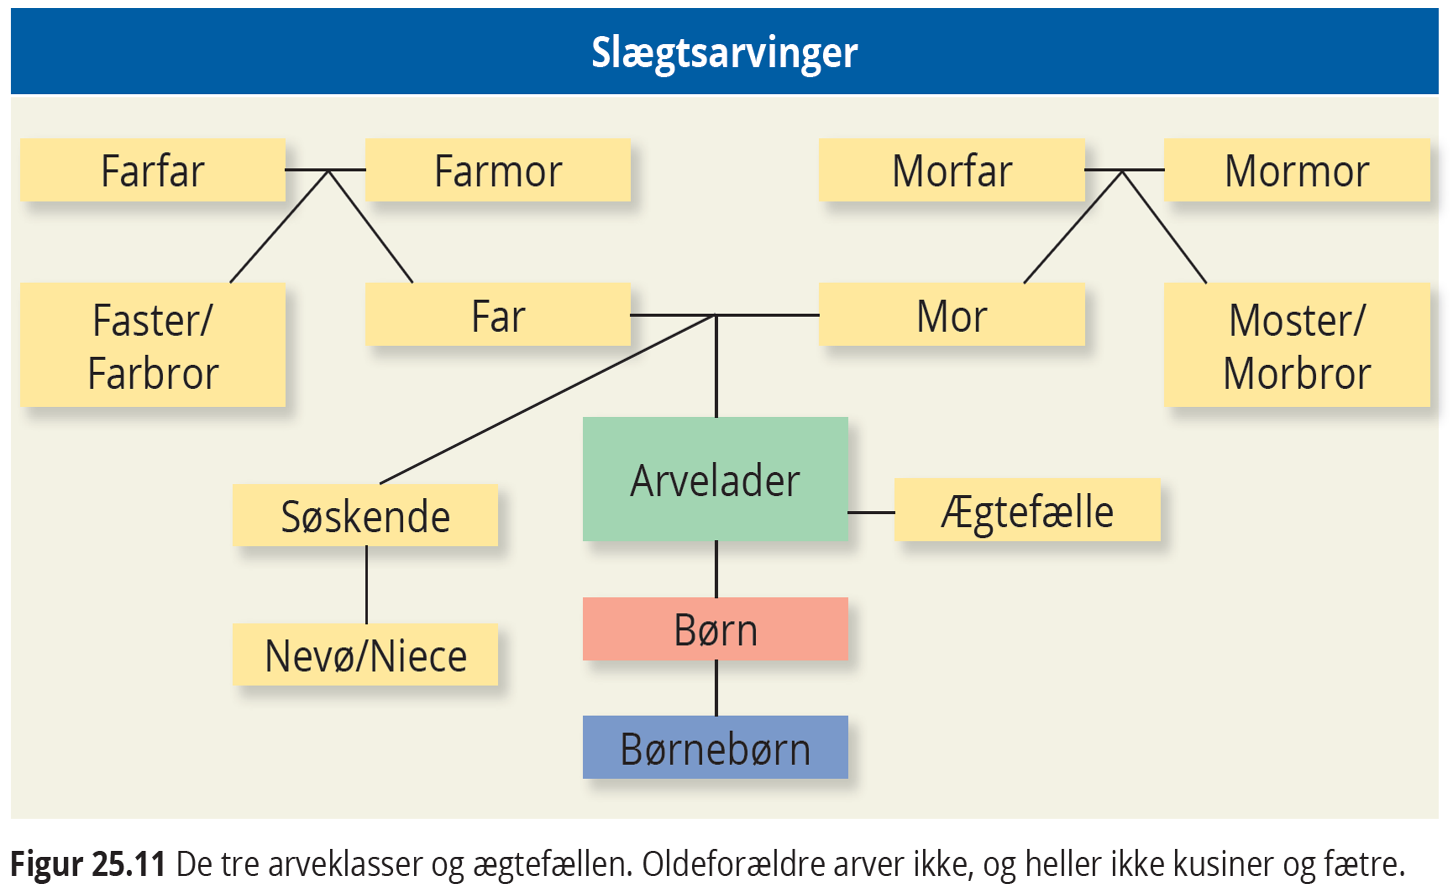 Slægtsarvinger
Farfar
Farmor
Morfar
Mormor
Faster/
Farbror
Far
Mor
Moster/
Morbror
Arvelader
Søskende
Ægtefælle
Børn
Nevø/Niece
Børnebørn
Figur 25.11 De tre arveklasser og ægtefællen. Oldeforældre arver ikke, og heller ikke kusiner og fætre.